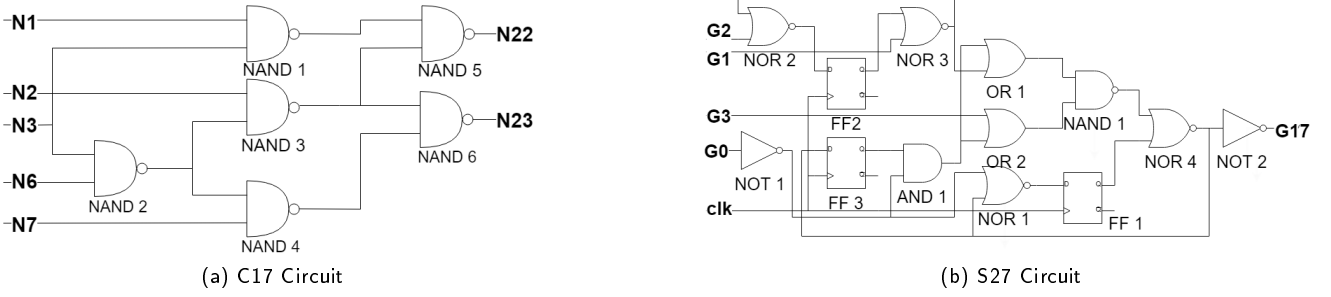 N1
N2
N3
N6
N7
NAND 1
NAND 2
NAND 3
NAND 4
NAND 5
NAND 6
N22
N23
(a) C17 Circuit
G2
G1
G3
G0
clk
NOR 2
NOR 3
FF2
OR 1
NAND 1
OR 2
NOT 1
FF 3
AND 1
NOR 1
FF 1
NOR 4
NOT 2
G17
(b) S27 Circuit